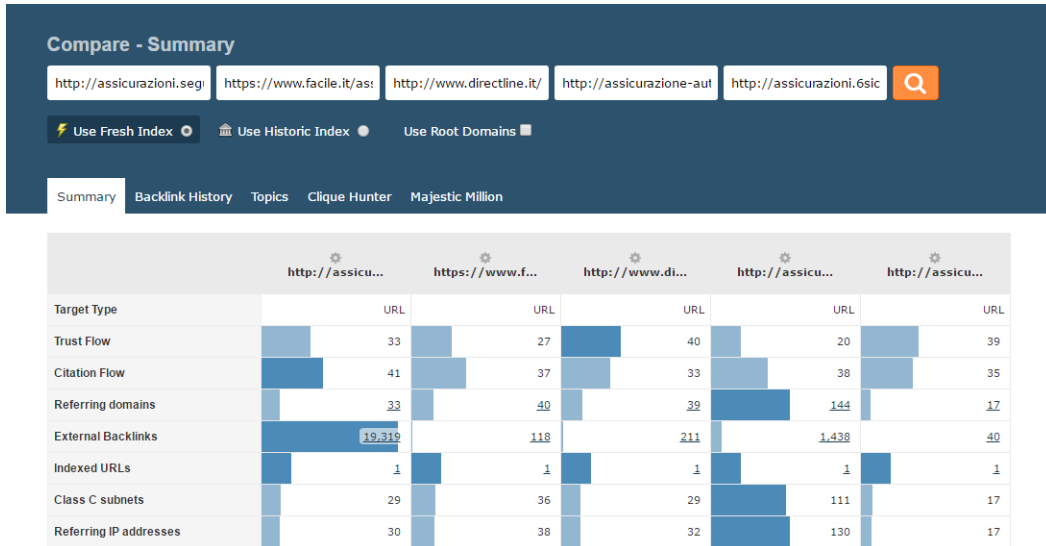 Compare - Summary
http://assicurazioni.segu https://www.facile.it/ass http://www.directline.it/ http://assicurazione-aut http://assicurazioni.6sic
Use Fresh Index Use Historic Index Use Root Domains
Summary Backlink History Topics Clique Hunter Majestic Million
http://assicu... https://www.f... http://www.di... http://assicu... http://assicu...
Target Type URL URL URL URL URL
Trust Flow 33 27 40 20 39
Citation Flow 41 37 33 38 35
Referring domains 33 40 39 144 17
External Backlinks 19,319 118 211 1,438 40
Indexed URLs 1 1 1 1 1
Class C subnets 29 36 29 111 17
Referring IP addresses 30 38 32 130 17